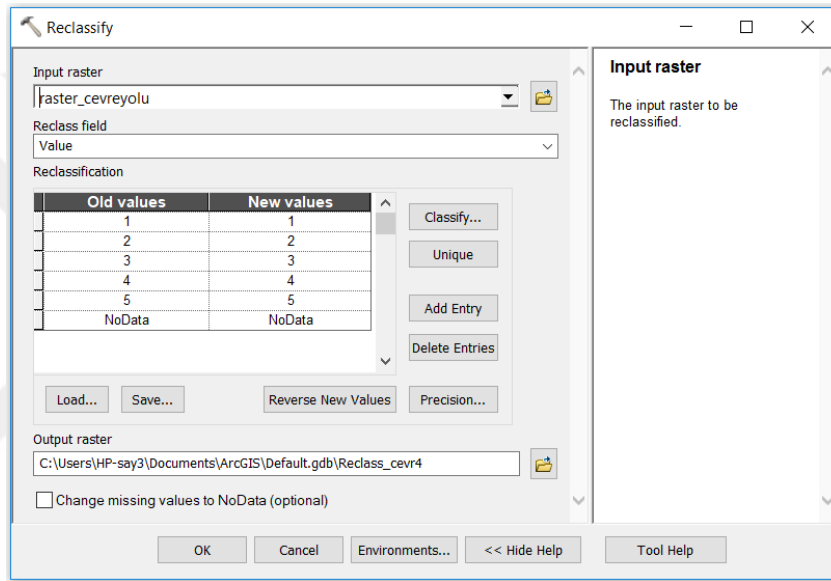 Reclassify
Input raster
raster_cevreyolu
Reclass field
Value
Reclassification
Old values New values
1 1
2 2
3 3
4 4
5 5
NoData NoData
Classify...
Unique
Add Entry
Delete Entries
Load... Save... Reverse New Values Precision...
Output raster
C:\Users\HP-say3\Documents\ArcGIS\Default.gdb\Reclass_cevr4
Change missing values to NoData (optional)
OK Cancel Environments... << Hide Help Tool Help
Input raster
The input raster to be
reclassified.